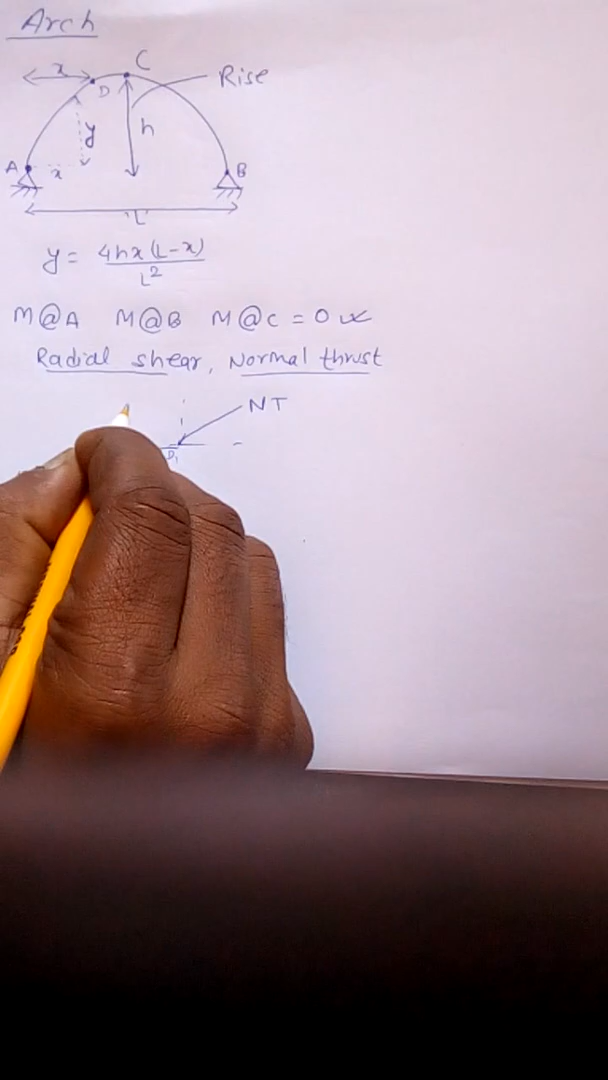 Arch
C
x
D
Rise
y
h
A
x
B
L
y = 4hx(L-x)/L²
M@A M@B M@C = 0
Radial shear, Normal thrust
NT
D